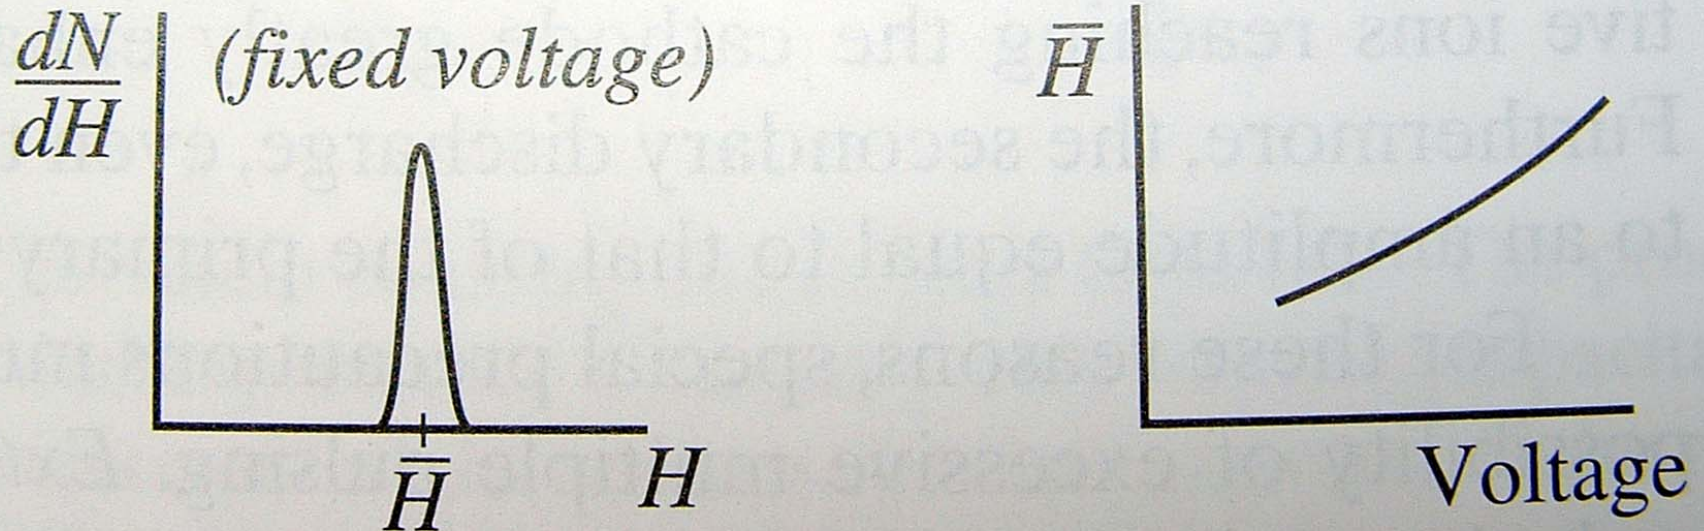 dN
dH
(fixed voltage)
H̅
H
H̅
Voltage